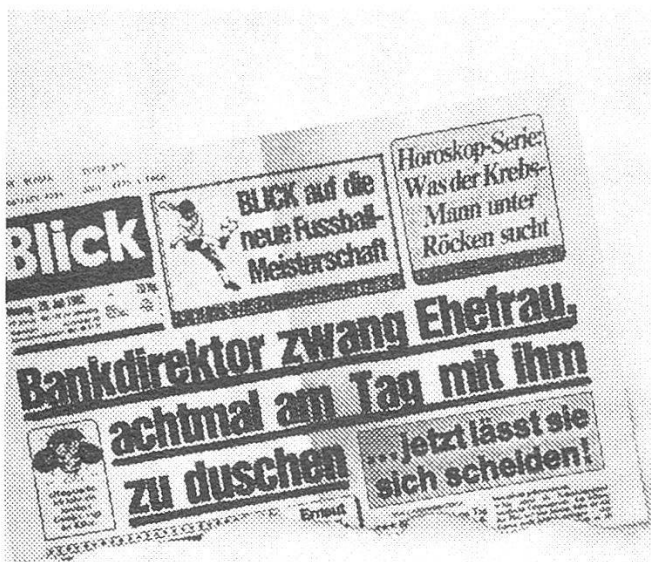 Blick
BLICK auf die
neue Fussball-
Meisterschaft
Horoskop-Serie:
Was der Krebs-
Mann unter
Röcken sucht
Bankdirektor zwang Ehefrau,
achtmal am Tag mit ihm
zu duschen
...jetzt lässt sie
sich scheiden!
Erneut